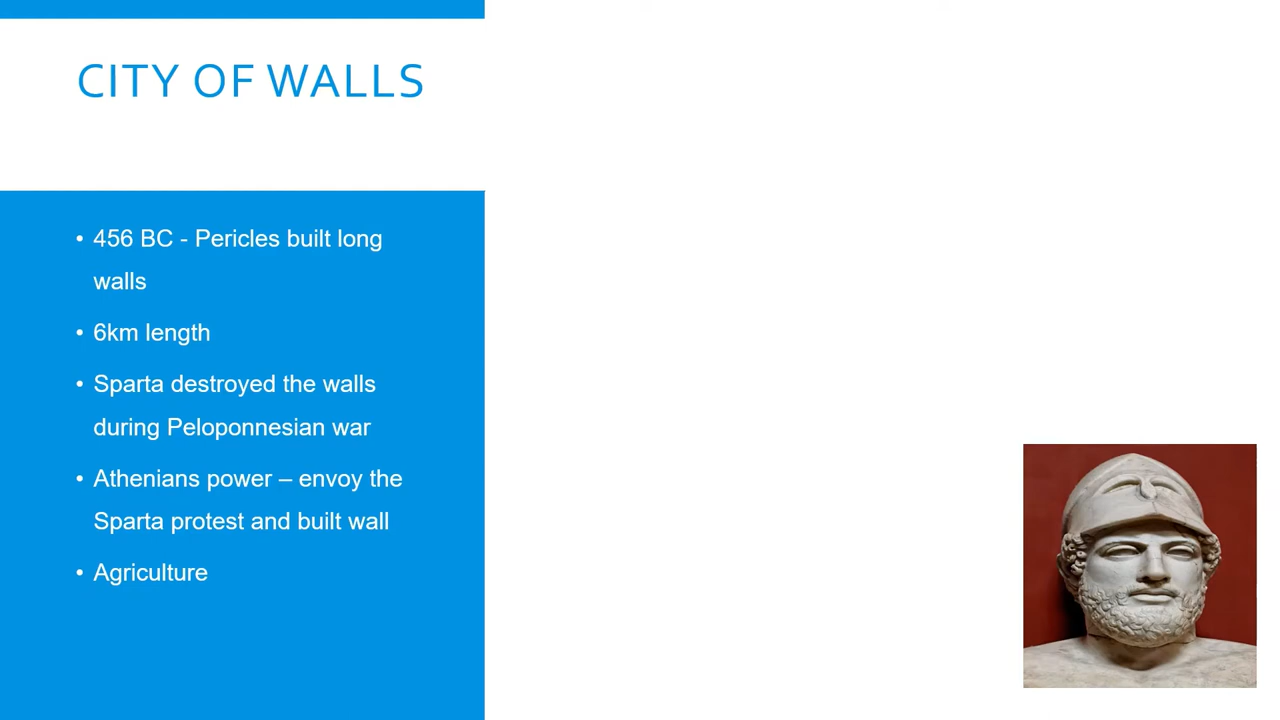 CITY OF WALLS
• 456 BC - Pericles built long
walls
• 6km length
• Sparta destroyed the walls
during Peloponnesian war
• Athenians power – envoy the
Sparta protest and built wall
• Agriculture